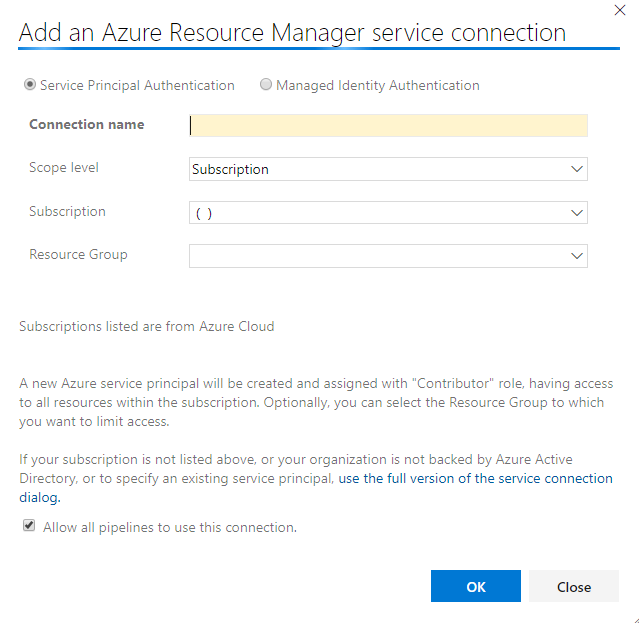 Add an Azure Resource Manager service connection
Service Principal Authentication Managed Identity Authentication
Connection name
Scope level Subscription
Subscription ( )
Resource Group
Subscriptions listed are from Azure Cloud
A new Azure service principal will be created and assigned with "Contributor" role, having access
to all resources within the subscription. Optionally, you can select the Resource Group to which
you want to limit access.
If your subscription is not listed above, or your organization is not backed by Azure Active
Directory, or to specify an existing service principal, use the full version of the service connection
dialog.
Allow all pipelines to use this connection.
OK Close